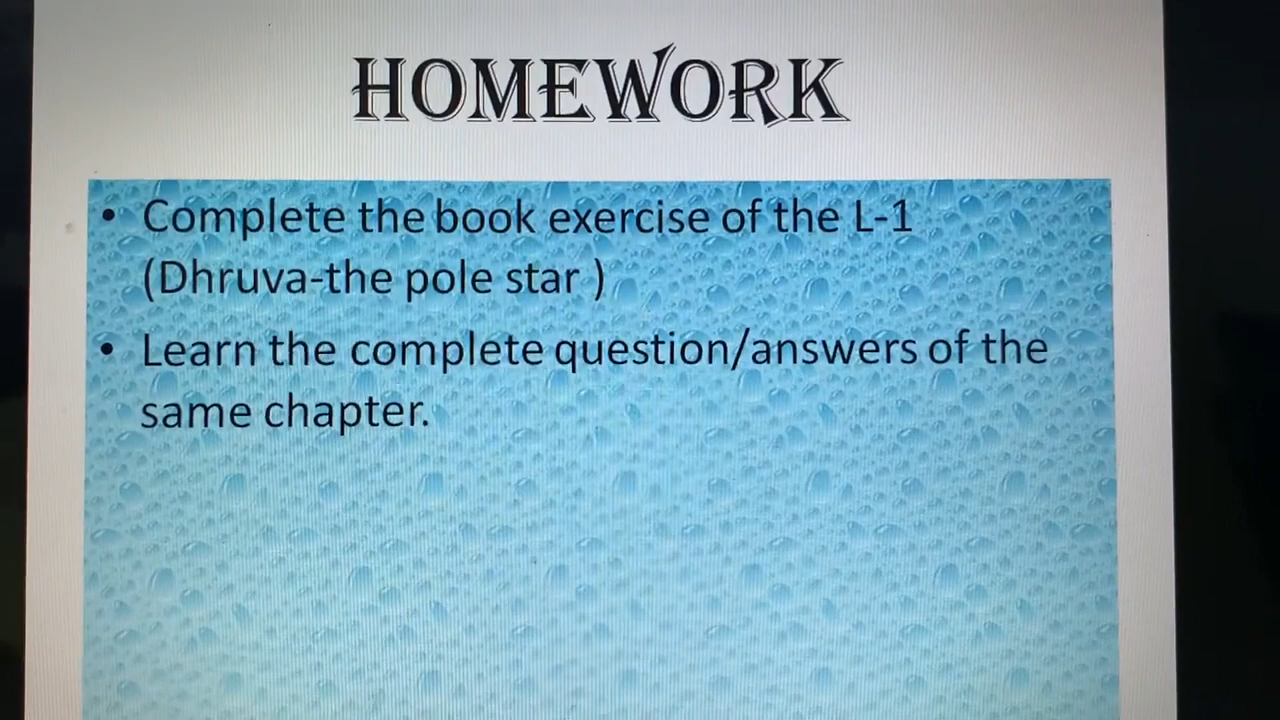 HOMEWORK
• Complete the book exercise of the L-1
(Dhruva-the pole star )
• Learn the complete question/answers of the
same chapter.